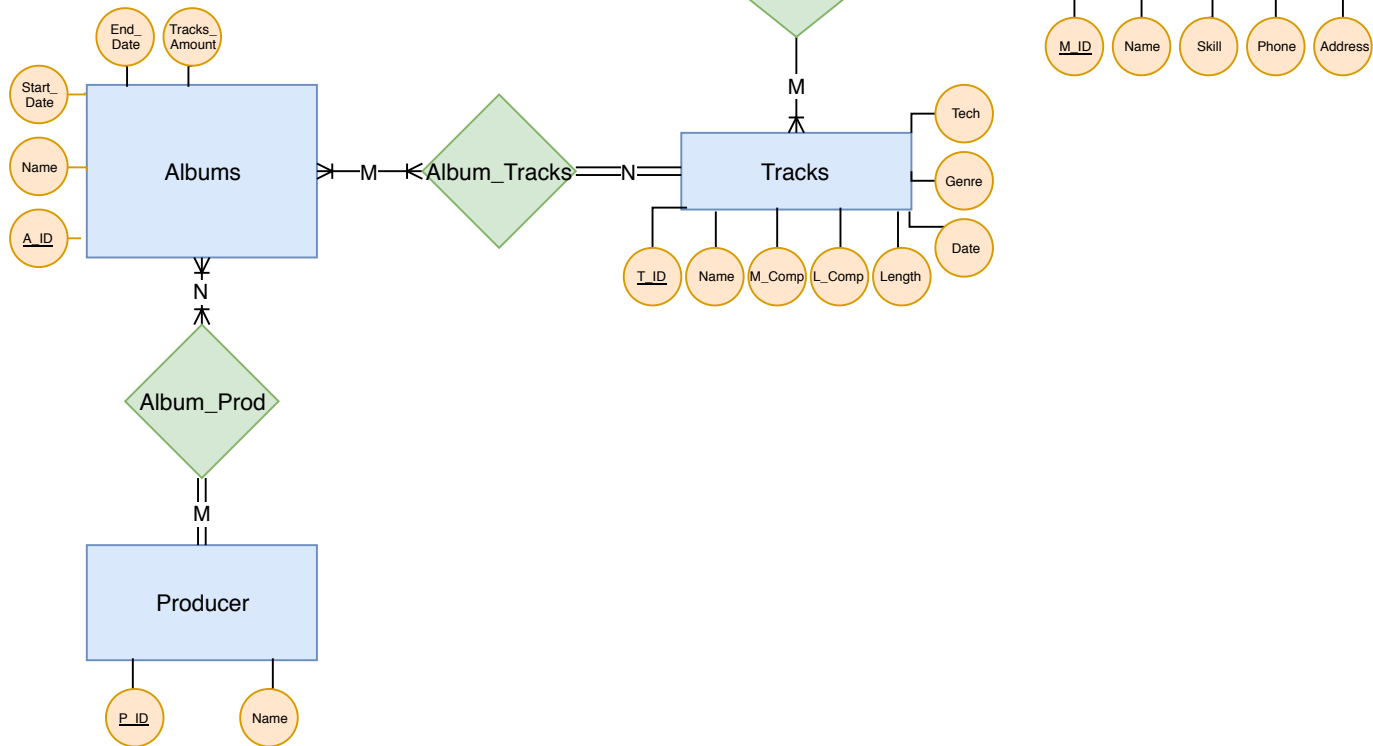 End_
Date
Tracks_
Amount
M_ID
Name
Skill
Phone
Address
Start_
Date
M
Tech
Name
Albums
M
Album_Tracks
N
Tracks
Genre
A_ID
Date
T_ID
Name
M_Comp
L_Comp
Length
N
Album_Prod
M
Producer
P_ID
Name